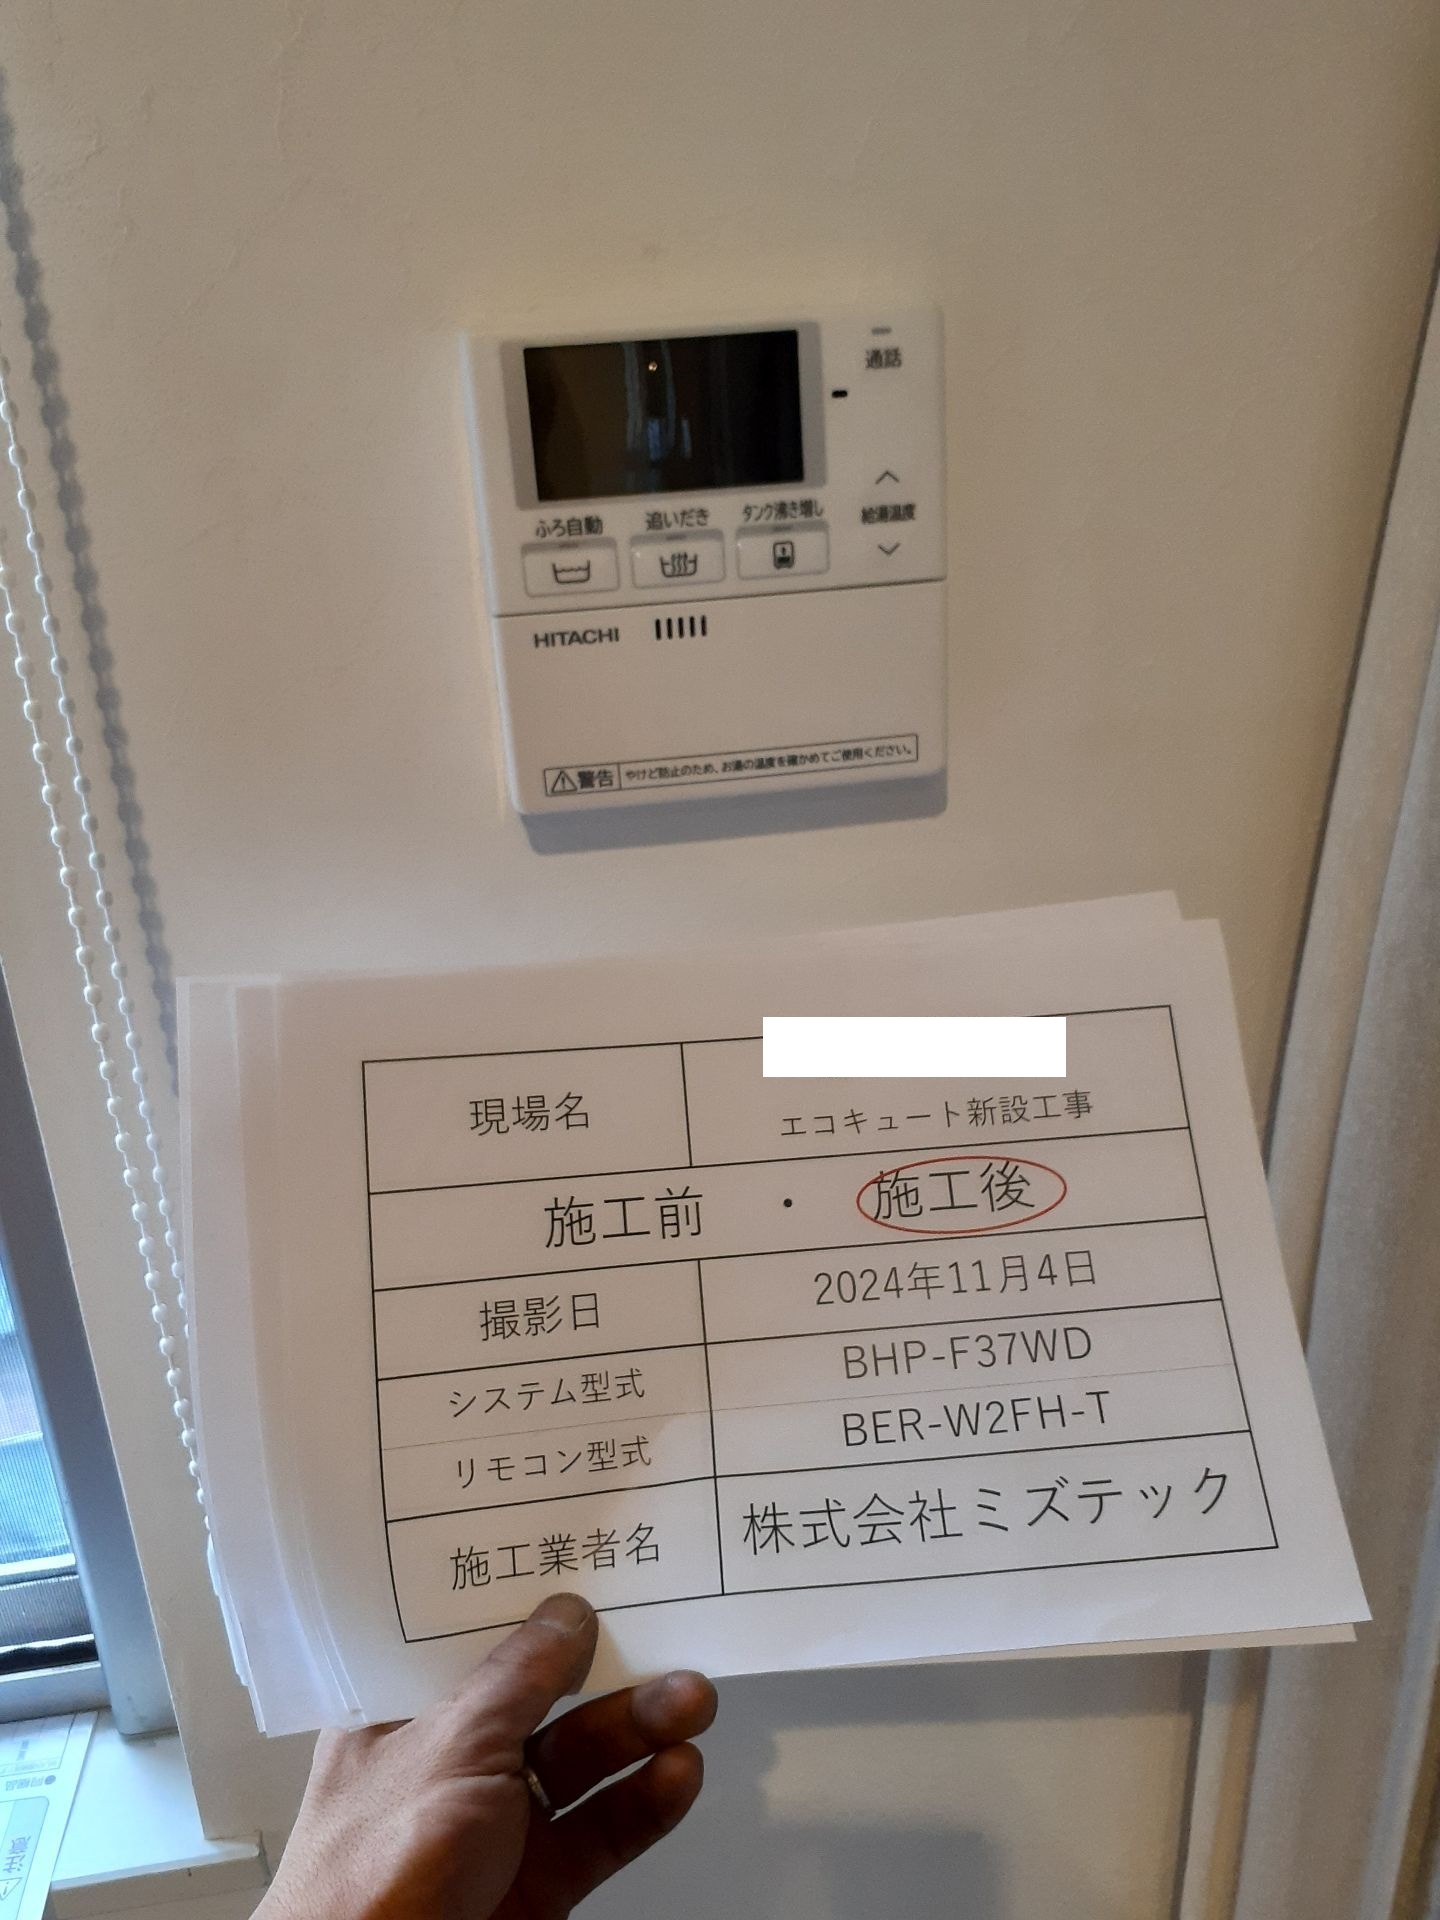 通話
ふろ自動
追いだき
タンク沸き増し
給湯温度
HITACHI
警告 やけど防止のため、お湯の温度を確かめてご使用ください。
現場名
エコキュート新設工事
施工前 ・ 施工後
撮影日 2024年11月4日
システム型式 BHP-F37WD
リモコン型式 BER-W2FH-T
施工業者名 株式会社ミズテック
注意
同梱品